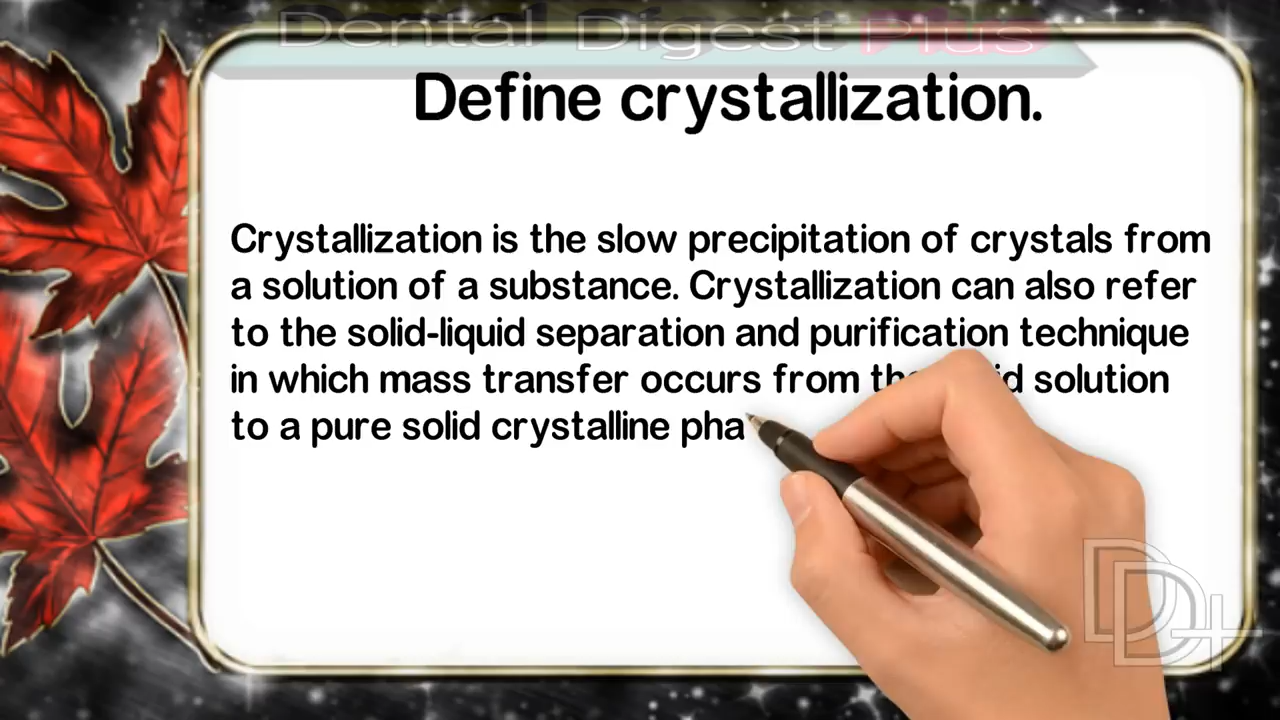 Dental Digest Plus
Define crystallization.
Crystallization is the slow precipitation of crystals from
a solution of a substance. Crystallization can also refer
to the solid-liquid separation and purification technique
in which mass transfer occurs from solution
to a pure solid crystalline pha
DD+